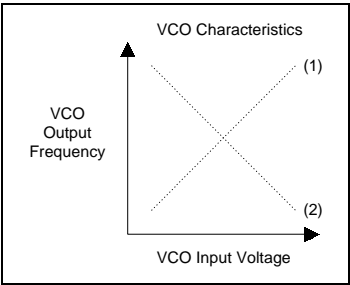 VCO Characteristics
(1)
VCO
Output
Frequency
(2)
VCO Input Voltage